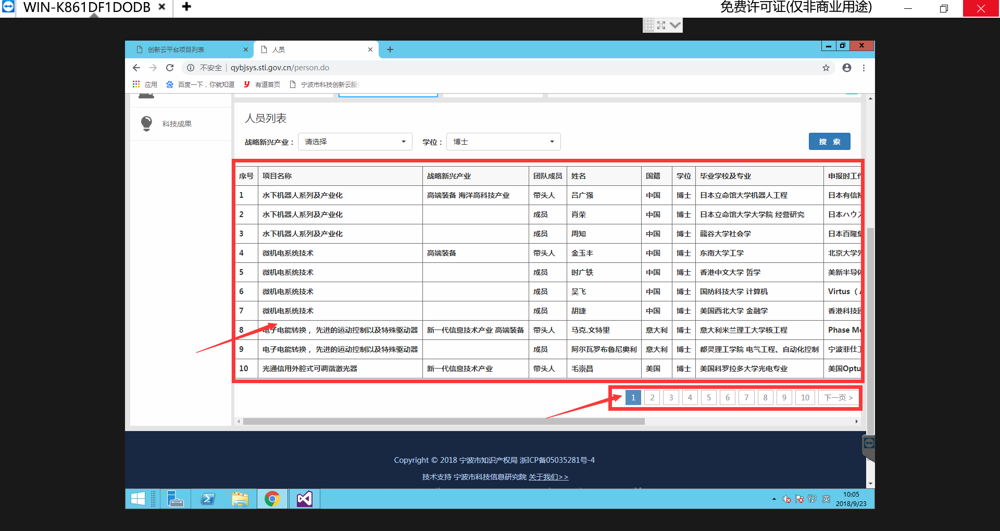 WIN-K861DF1DODB
免费许可证(仅非商业用途)
创新云平台项目列表
人员
不安全 qybjsys.sti.gov.cn/person.do
应用 百度一下，你就知道 有道首页 宁波市科技创新云服
科技成果
人员列表
战略新兴产业： 请选择 学位： 博士 搜 索
序号 项目名称 战略新兴产业 团队成员 姓名 国籍 学位 毕业学校及专业 申报时工作
1 水下机器人系列及产业化 高端装备 海洋高科技产业 带头人 吕广强 中国 博士 日本立命馆大学机器人工程 日本有信精
2 水下机器人系列及产业化 成员 肖荣 中国 博士 日本立命馆大学大学院 经营研究 日本ハウス
3 水下机器人系列及产业化 成员 周知 中国 博士 龍谷大学社会学 日本百隆集
4 微机电系统技术 高端装备 带头人 金玉丰 中国 博士 东南大学工学 北京大学先
5 微机电系统技术 成员 时广轶 中国 博士 香港中文大学 哲学 美新半导体
6 微机电系统技术 成员 吴飞 中国 博士 国防科技大学 计算机 Virtus（
7 微机电系统技术 成员 胡捷 中国 博士 美国西北大学 金融学 香港科技园
8 电子电能转换，先进的运动控制以及特殊驱动器 新一代信息技术产业 高端装备 带头人 马克.文特里 意大利 博士 意大利米兰理工大学核工程 Phase Mo
9 电子电能转换，先进的运动控制以及特殊驱动器 成员 阿尔瓦罗布鲁尼奥利 意大利 博士 都灵理工学院 电气工程、自动化控制 宁波菲仕工
10 光通信用外腔式可调谐激光器 新一代信息技术产业 带头人 毛崇昌 美国 博士 美国科罗拉多大学光电专业 美国Optu
1 2 3 4 5 6 7 8 9 10 下一页 >
Copyright © 2018 宁波市知识产权局 浙ICP备05035281号-4
技术支持 宁波市科技信息研究院 关于我们>>
英
10:05
2018/9/23